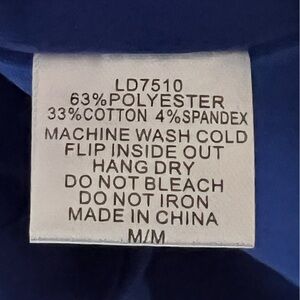 LD7510
63%POLYESTER
33%COTTON 4%SPANDEX
MACHINE WASH COLD
FLIP INSIDE OUT
HANG DRY
DO NOT BLEACH
DO NOT IRON
MADE IN CHINA
M/M